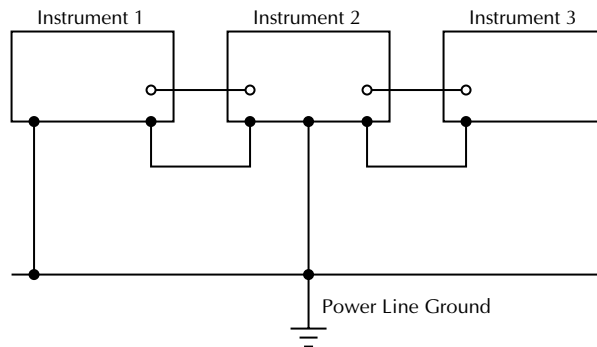 Instrument 1
Instrument 2
Instrument 3
Power Line Ground